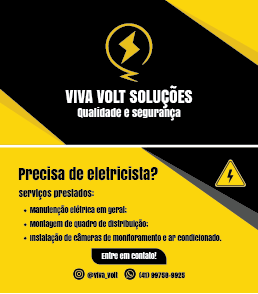 VIVA VOLT SOLUÇÕES
Qualidade e segurança
Precisa de eletricista?
Serviços prestados:
• Manutenção elétrica em geral;
• Montagem de quadro de distribuição;
• Instalação de câmeras de monitoramento e ar condicionado.
Entre em contato!
@viva_volt (41) 99758-9925